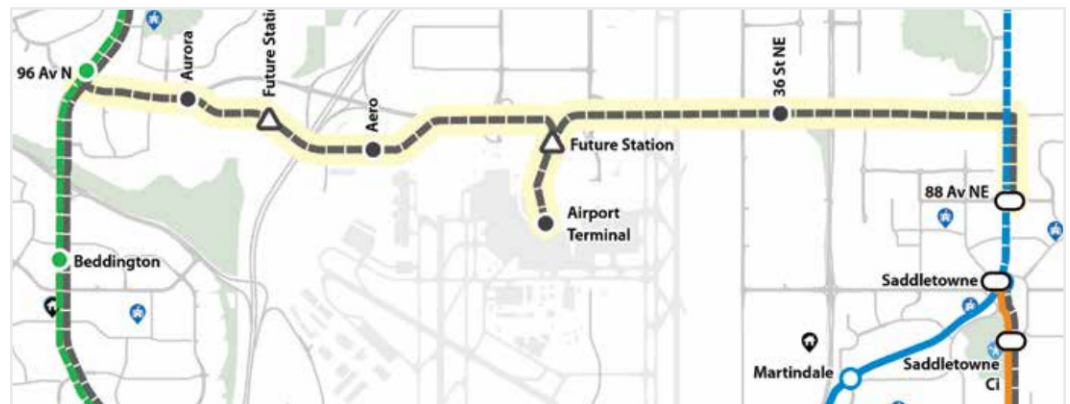 96 Av N
Aurora
Future Stati
Aero
36 St NE
Future Station
Airport
Terminal
88 Av NE
Beddington
Saddletowne
Martindale
Saddletowne
Ci